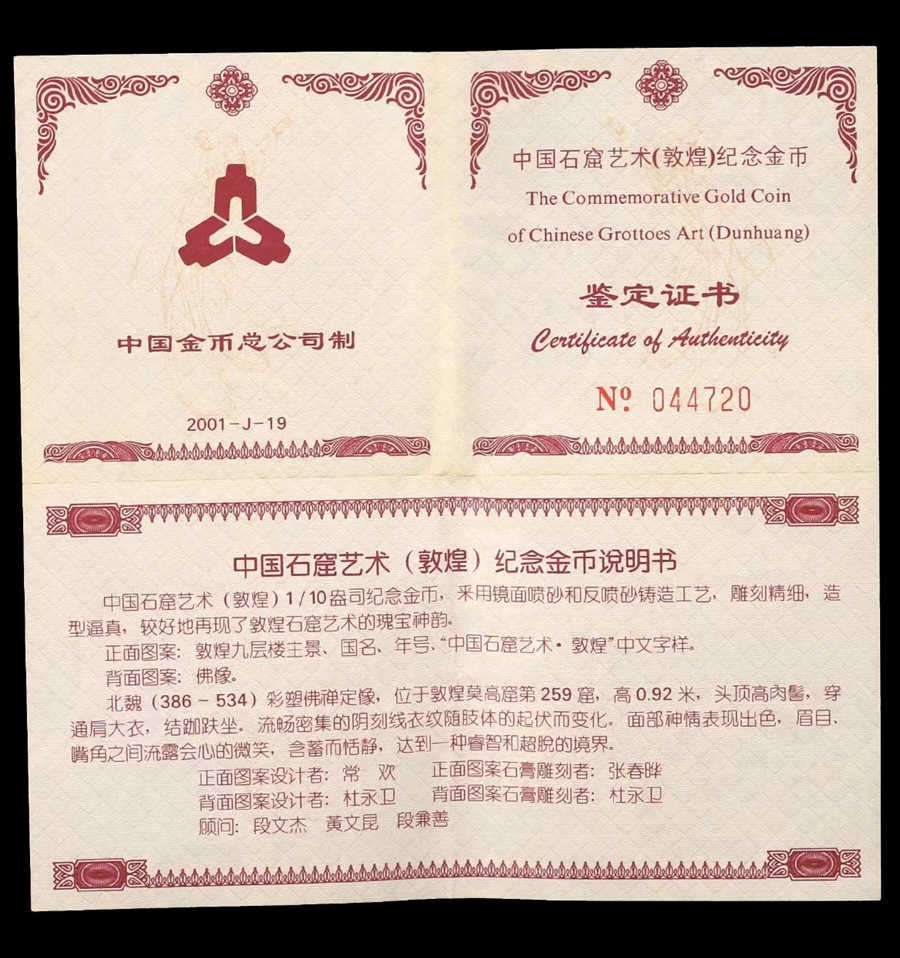 中国金币总公司制
2001-J-19
中国石窟艺术(敦煌)纪念金币
The Commemorative Gold Coin
of Chinese Grottoes Art (Dunhuang)
鉴定证书
Certificate of Authenticity
Nº 044720
中国石窟艺术（敦煌）纪念金币说明书
中国石窟艺术（敦煌）1/10盎司纪念金币，采用镜面喷砂和反喷砂铸造工艺，雕刻精细，造
型逼真，较好地再现了敦煌石窟艺术的瑰宝神韵。
正面图案：敦煌九层楼主景、国名、年号、“中国石窟艺术·敦煌”中文字样。
背面图案：佛像。
北魏（386－534）彩塑佛禅定像，位于敦煌莫高窟第259窟，高0.92米，头顶高肉髻，穿
通肩大衣，结跏趺坐。流畅密集的阴刻线衣纹随肢体的起伏而变化。面部神情表现出色，眉目、
嘴角之间流露会心的微笑，含蓄而恬静，达到一种睿智和超脱的境界。
正面图案设计者：常 欢 正面图案石膏雕刻者：张春晔
背面图案设计者：杜永卫 背面图案石膏雕刻者：杜永卫
顾问：段文杰 黄文昆 段兼善